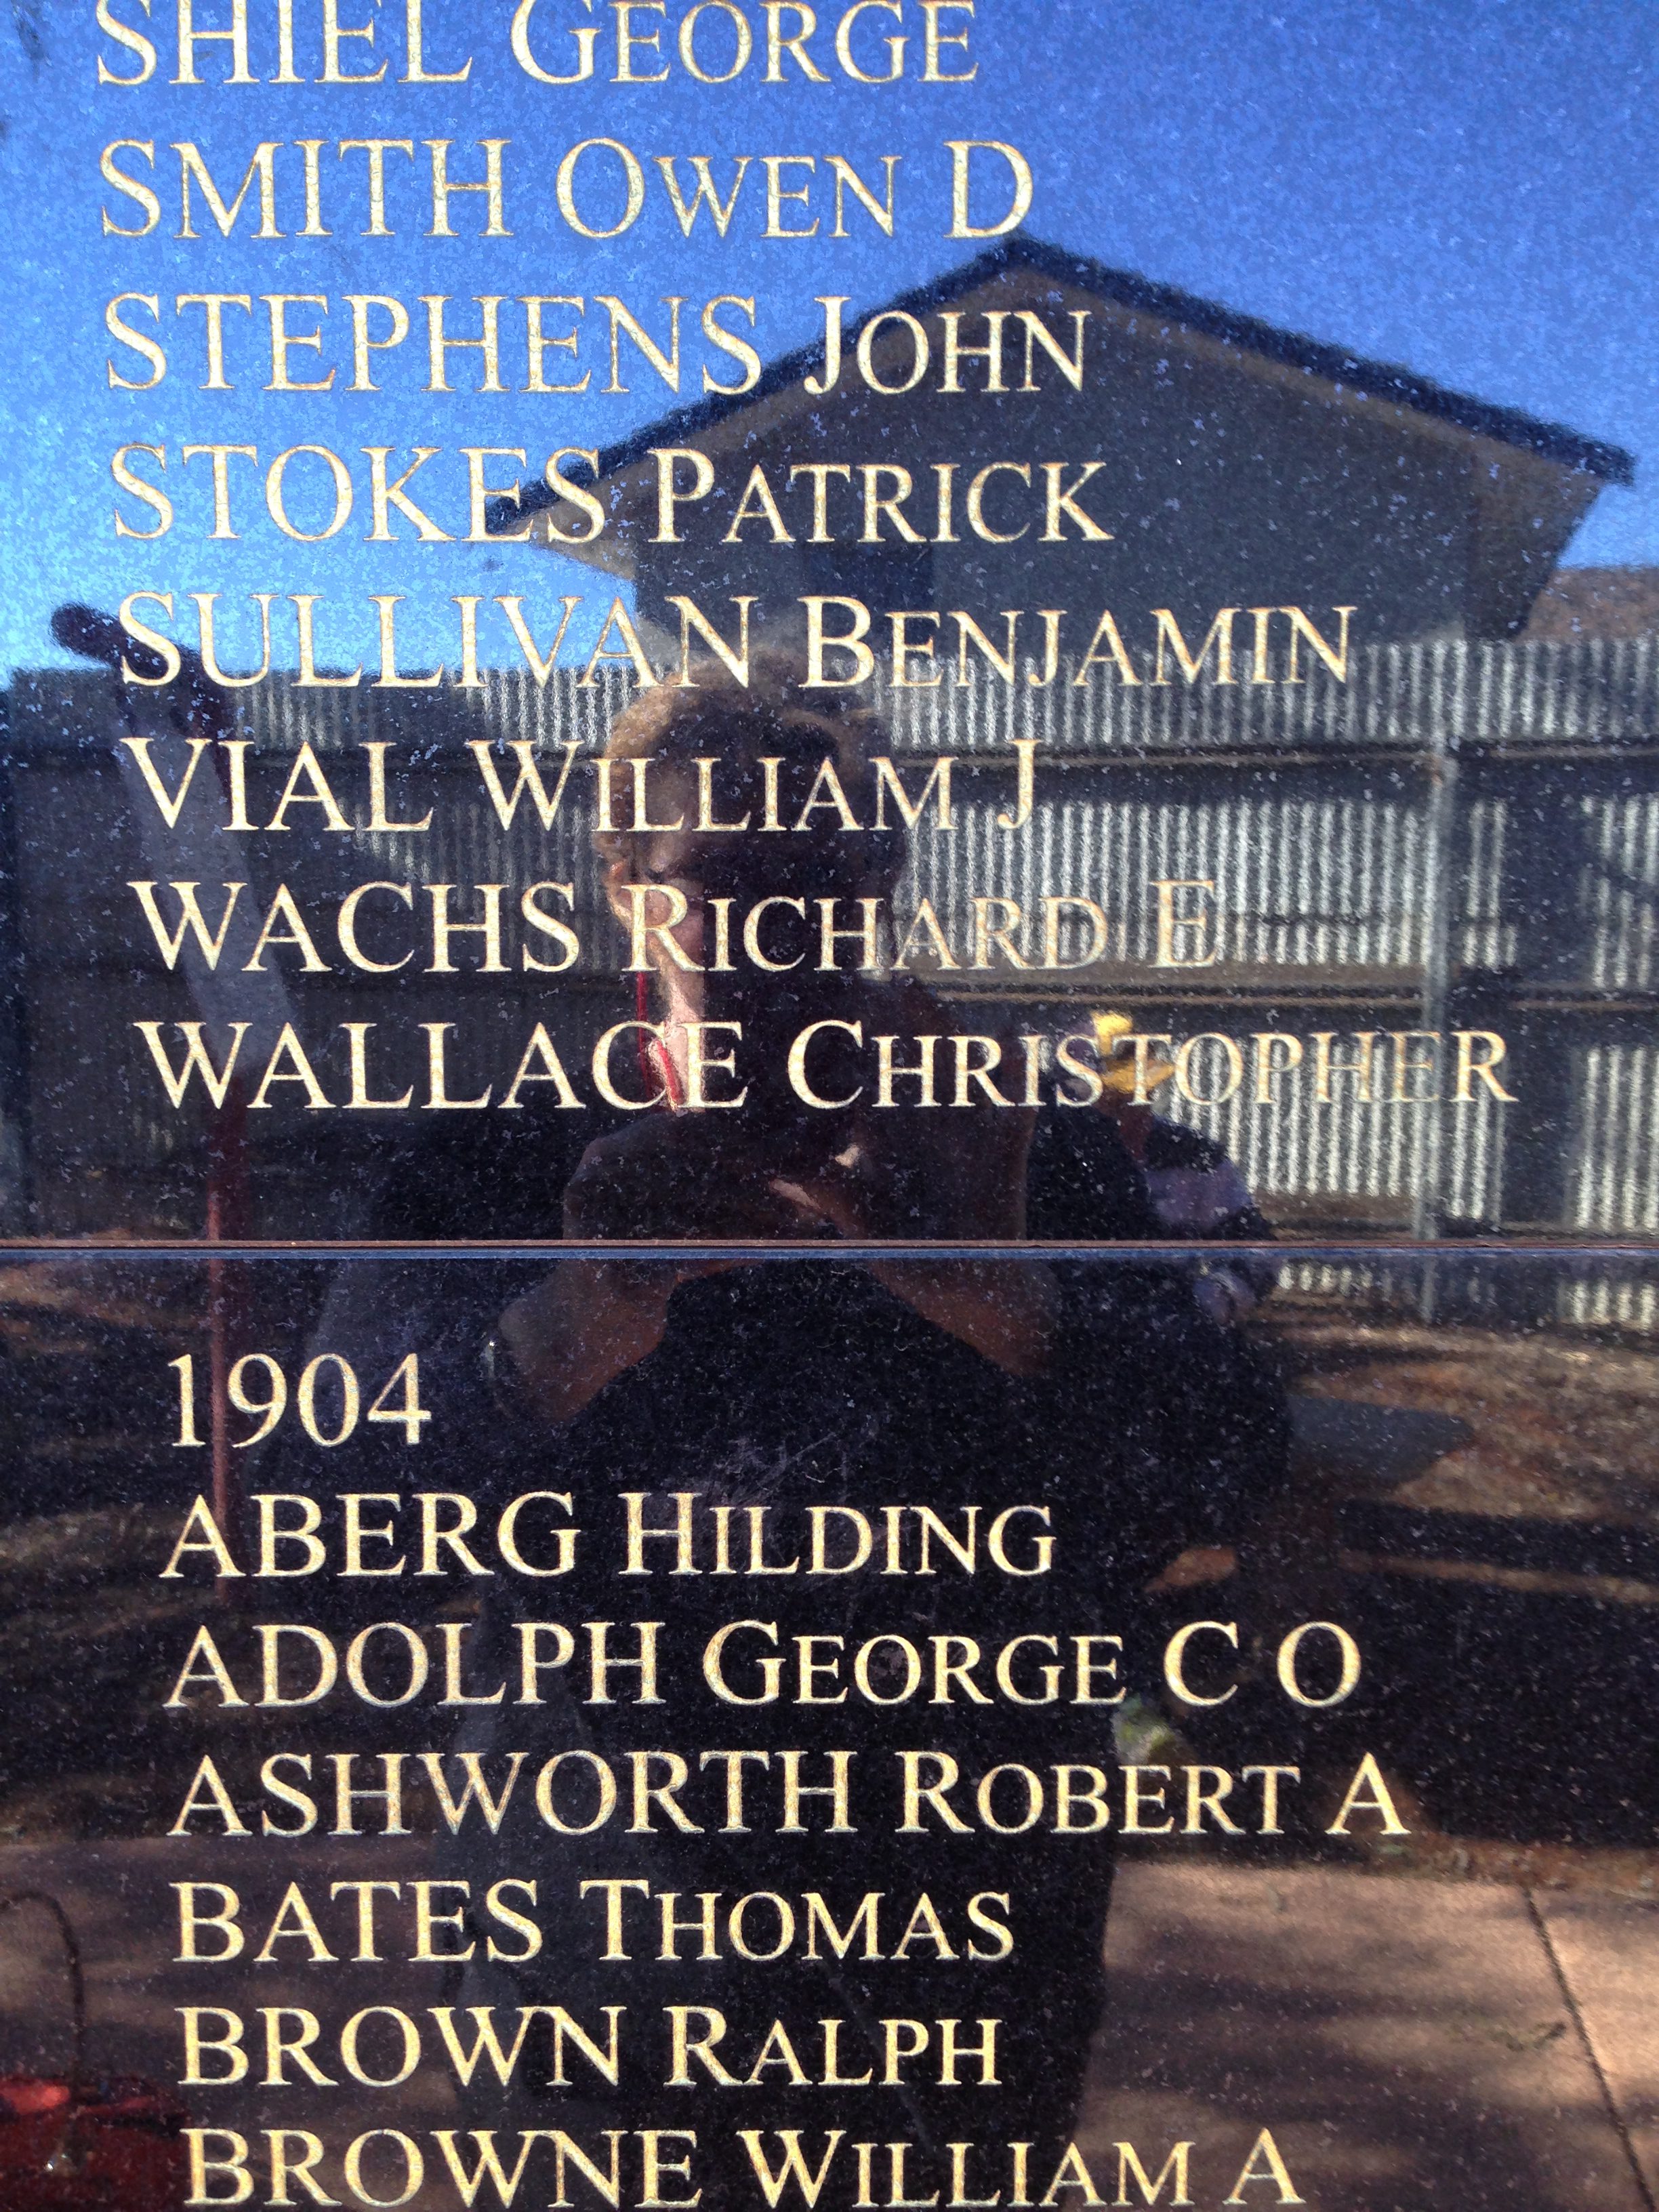 SHIEL GEORGE
SMITH OWEN D
STEPHENS JOHN
STOKES PATRICK
SULLIVAN BENJAMIN
VIAL WILLIAM J
WACHS RICHARD E
WALLACE CHRISTOPHER
1904
ABERG HILDING
ADOLPH GEORGE C O
ASHWORTH ROBERT A
BATES THOMAS
BROWN RALPH
BROWNE WILLIAM A